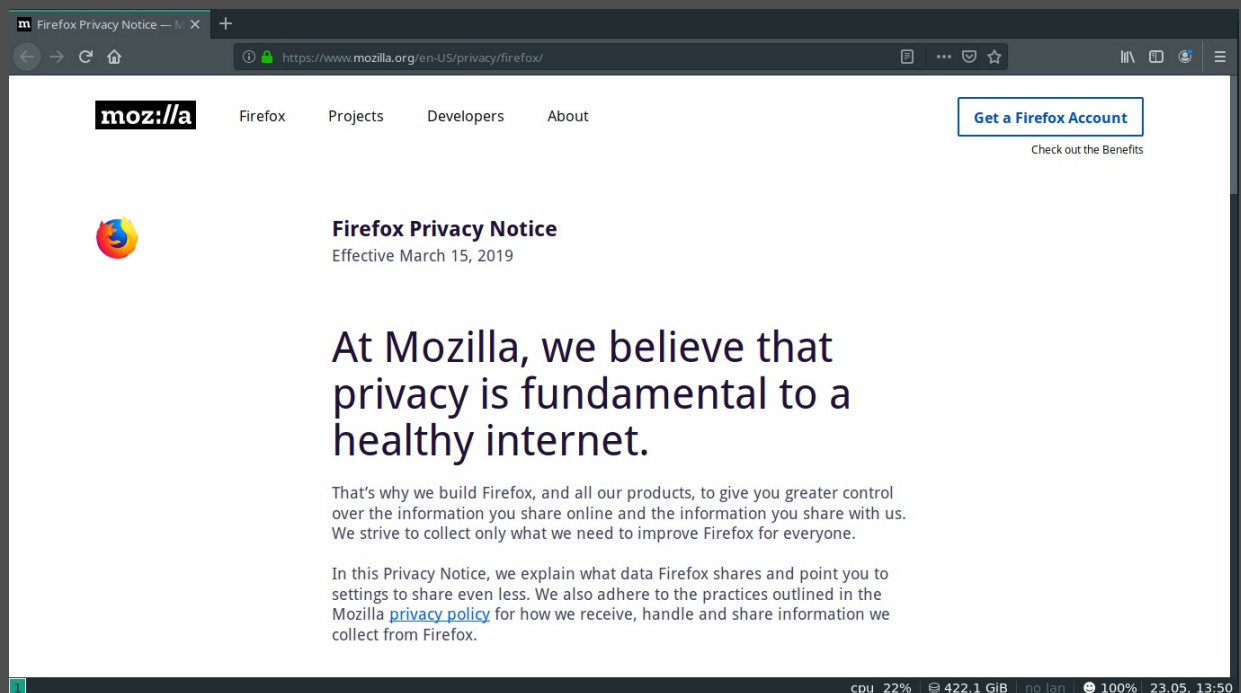 Firefox Privacy Notice — M
https://www.mozilla.org/en-US/privacy/firefox/
moz://a
Firefox Projects Developers About
Get a Firefox Account
Check out the Benefits
Firefox Privacy Notice
Effective March 15, 2019
At Mozilla, we believe that
privacy is fundamental to a
healthy internet.
That’s why we build Firefox, and all our products, to give you greater control
over the information you share online and the information you share with us.
We strive to collect only what we need to improve Firefox for everyone.
In this Privacy Notice, we explain what data Firefox shares and point you to
settings to share even less. We also adhere to the practices outlined in the
Mozilla privacy policy for how we receive, handle and share information we
collect from Firefox.
1 cpu 22% 422.1 GiB no lan 100% 23.05. 13:50